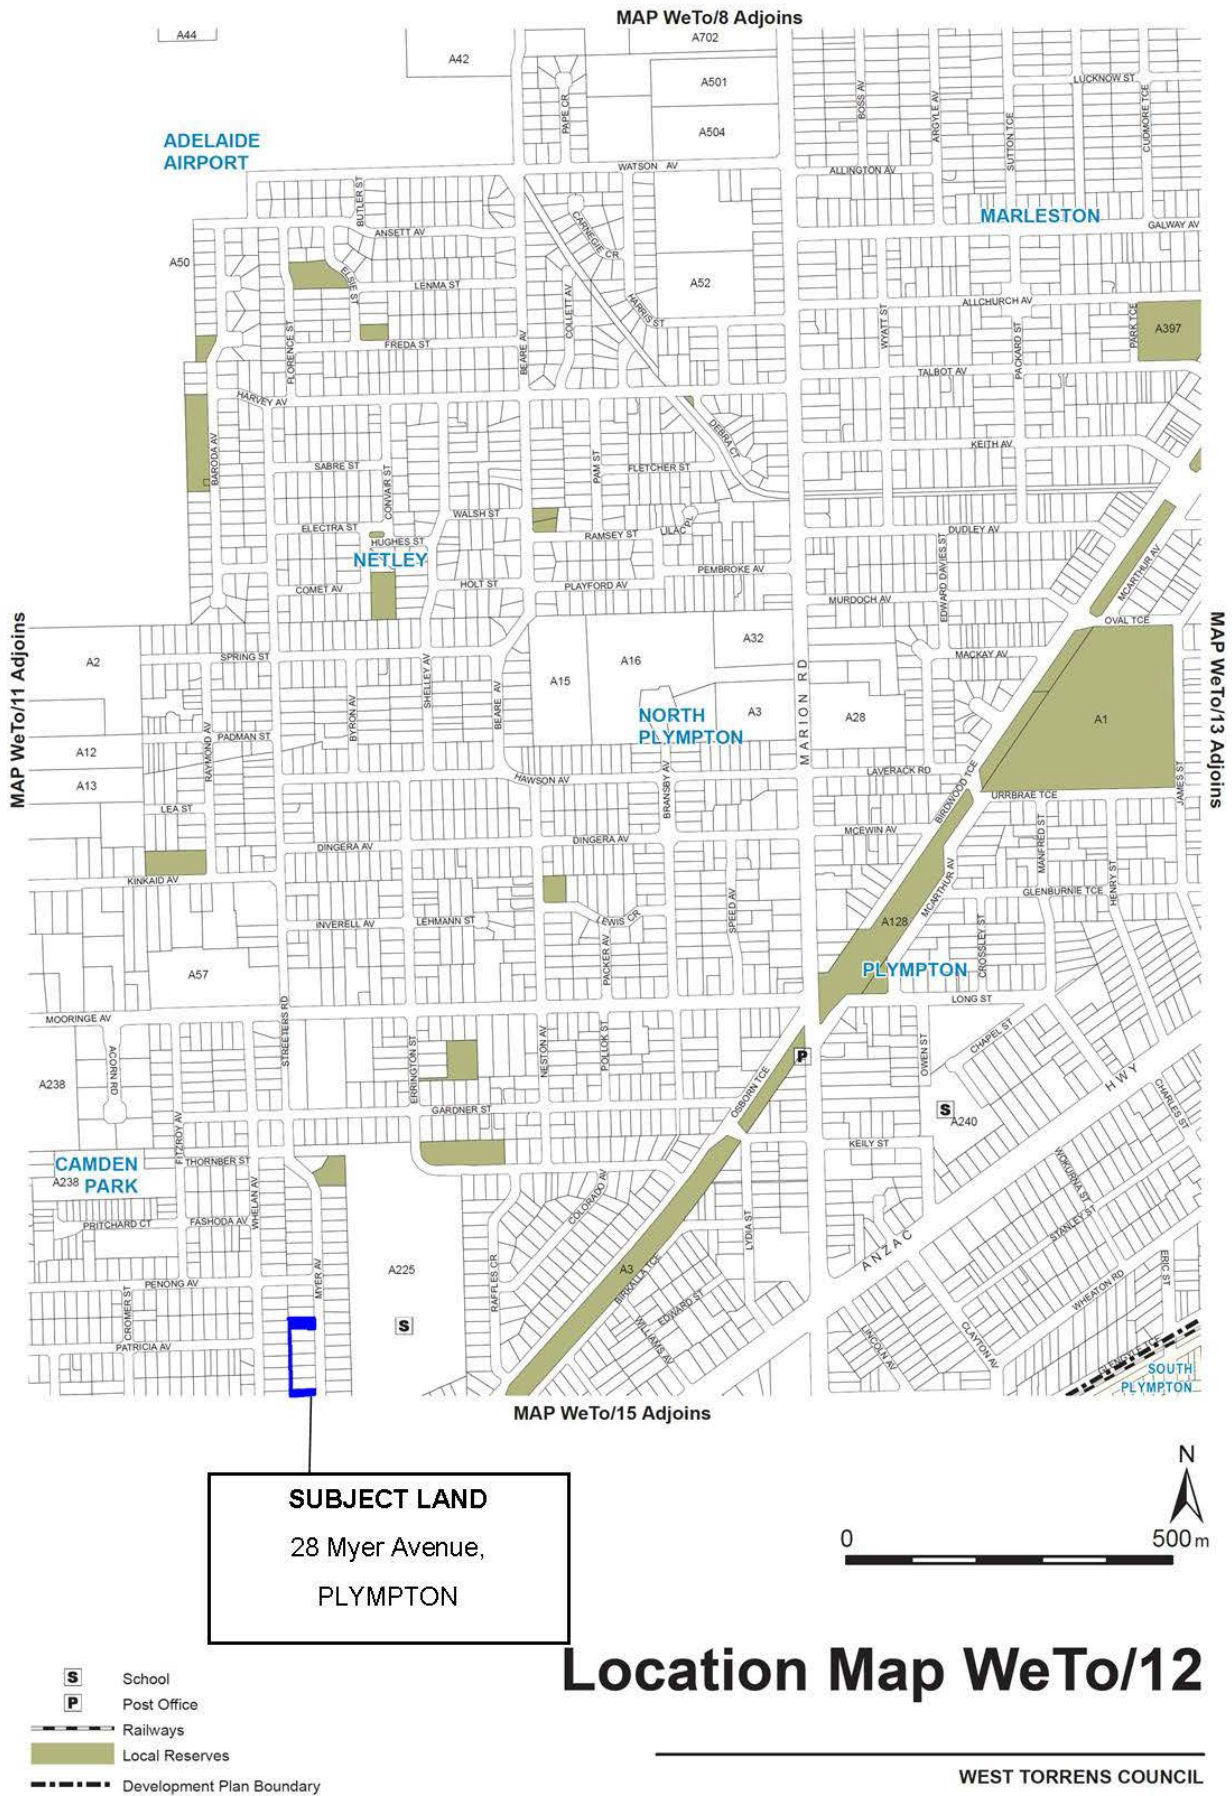 MAP WeTo/8 Adjoins
A44
A42
A702
A501
A504
PAPE CR
BOSS AV
ARGYLE AV
SUTTON TCE
LUCKNOW ST
CUDMORE TCE
ADELAIDE
AIRPORT
WATSON AV
ALLINGTON AV
BUTLER ST
ANSETT AV
CARNEGIE CR
MARLESTON
GALWAY AV
A50
ELSIE ST
LENMA ST
COLLETT AV
HARRIS ST
A52
ALLCHURCH AV
WYATT ST
PACKARD ST
PARK TCE
A397
FLORENCE ST
FREDA ST
BEARE AV
TALBOT AV
HARVEY AV
DEBRA CT
KEITH AV
BARODA AV
SABRE ST
CONVAIR ST
PAM ST
FLETCHER ST
WALSH ST
ELECTRA ST
HUGHES ST
RAMSEY ST
LILAC PL
DUDLEY AV
NETLEY
EDWARD DAVIES ST
MCARTHUR AV
COMET AV
HOLT ST
PLAYFORD AV
PEMBROKE AV
MURDOCH AV
OVAL TCE
MAP WeTo/11 Adjoins
MAP WeTo/13 Adjoins
A2
SPRING ST
SHELLEY AV
BEARE AV
A15
A16
A32
MACKAY AV
BYRON AV
RAYMOND AV
PADMAN ST
NORTH
PLYMPTON
A3
MARION RD
A28
A1
A12
A13
HAWSON AV
BRANSBY AV
LAVERACK RD
BIRDWOOD TCE
URRBRAE TCE
JAMES ST
LEA ST
DINGERA AV
DINGERA AV
MCEWIN AV
MANFRED ST
KINKAID AV
MCARTHUR AV
GLENBURNIE TCE
HENRY ST
INVERELL AV
LEHMANN ST
LEWIS CR
SPEED AV
A128
CROSSLEY ST
PACKER AV
A57
PLYMPTON
LONG ST
MOORINGE AV
STREETERS RD
ACORN RD
ERRINGTON ST
NESTON AV
POLLOK ST
P
OWEN ST
CHAPEL ST
HWY
A238
OSBORN TCE
S
A240
CHARLES ST
GARDNER ST
FITZROY AV
KEILY ST
CAMDEN
PARK
A238
THORNBER ST
WHELAN AV
COLORADO AV
WOKURNA ST
PRITCHARD CT
FASHODA AV
LYDIA ST
ANZAC
STANLEY ST
PENONG AV
MYER AV
A225
RAFFLES CR
A3
BIRKALLA TCE
EDWARD ST
WHEATON RD
ERIC ST
CROMER ST
S
WILLIAMS AV
LINCOLN AV
CLAYTON AV
PATRICIA AV
SOUTH
PLYMPTON
MAP WeTo/15 Adjoins
SUBJECT LAND
28 Myer Avenue,
PLYMPTON
N
0 500m
Location Map WeTo/12
S School
P Post Office
Railways
Local Reserves
Development Plan Boundary
WEST TORRENS COUNCIL